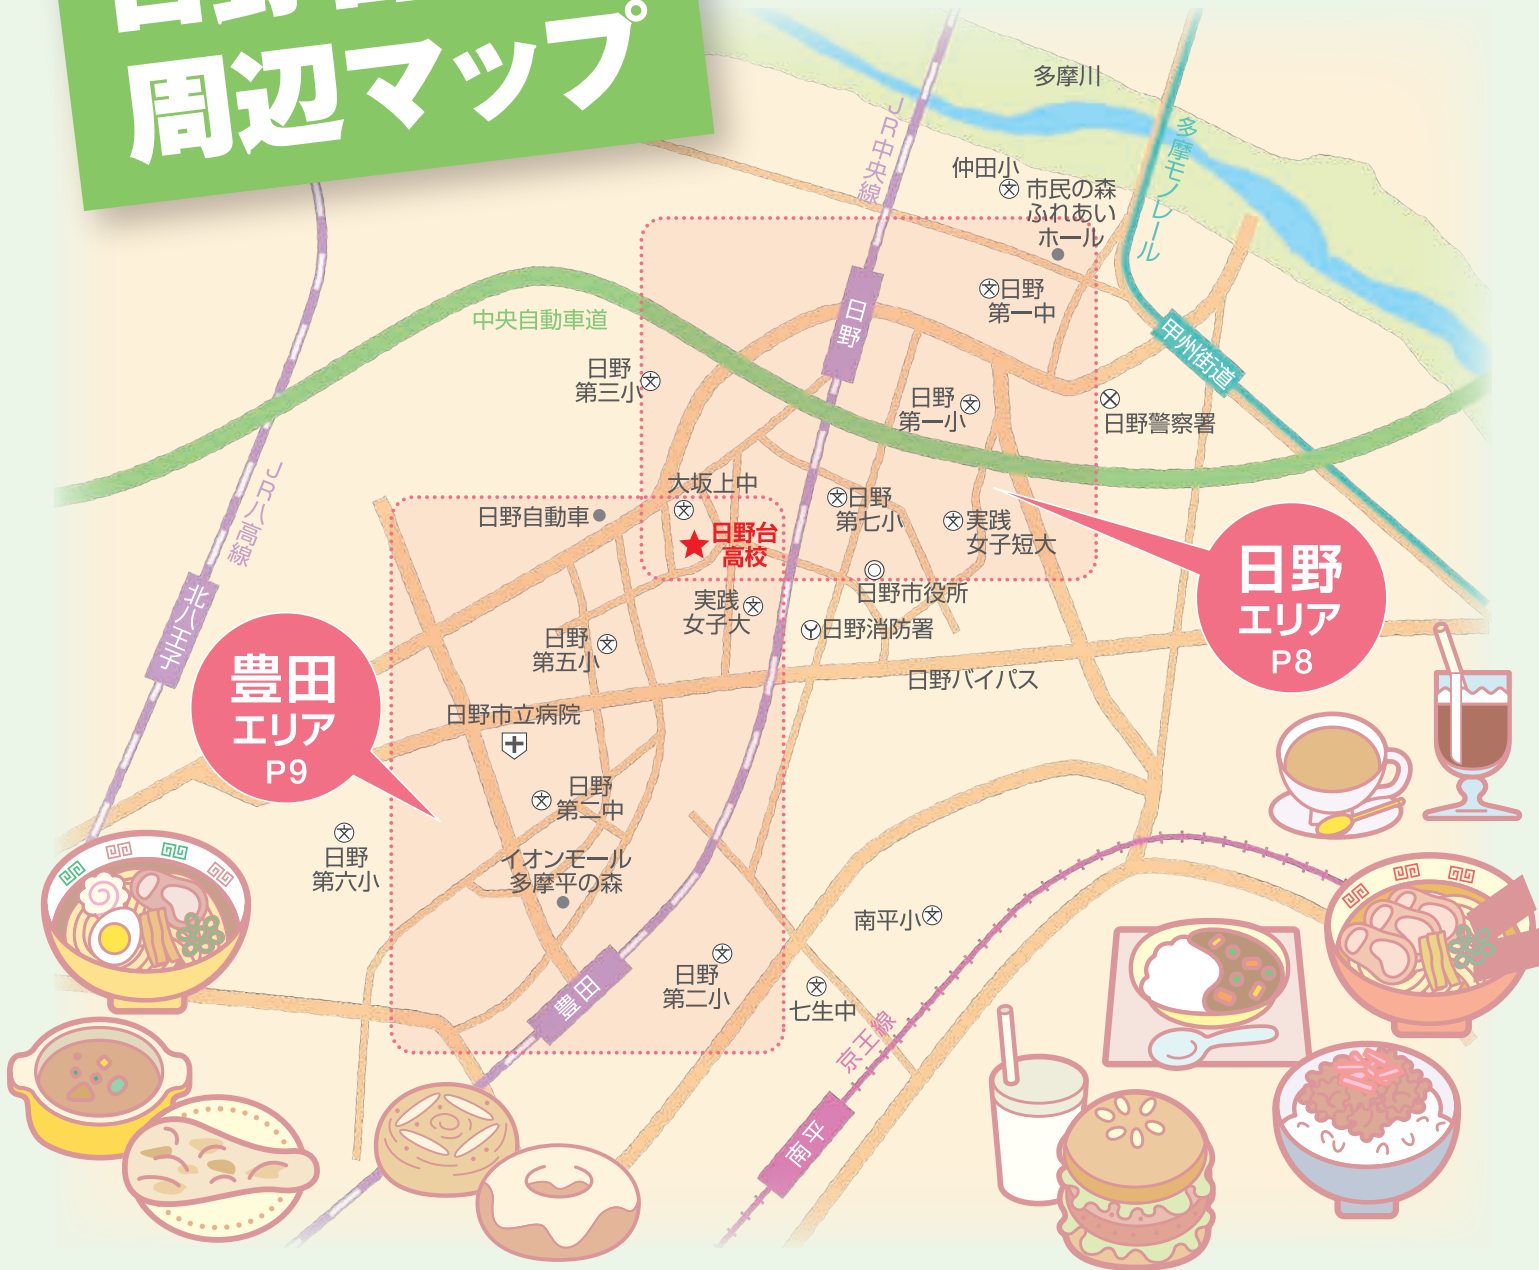 周辺マップ
多摩川
JR中央線
多摩モノレール
仲田小
市民の森
ふれあい
ホール
日野
第一中
中央自動車道
日野
甲州街道
日野
第三小
日野
第一小
日野警察署
JR八高線
大坂上中
日野自動車
日野台
高校
日野
第七小
実践
女子短大
日野
エリア
P8
北八王子
実践
女子大
日野市役所
日野消防署
日野
第五小
豊田
エリア
P9
日野バイパス
日野市立病院
日野
第二中
日野
第六小
イオンモール
多摩平の森
南平小
日野
第二小
七生中
豊田
京王線
南平